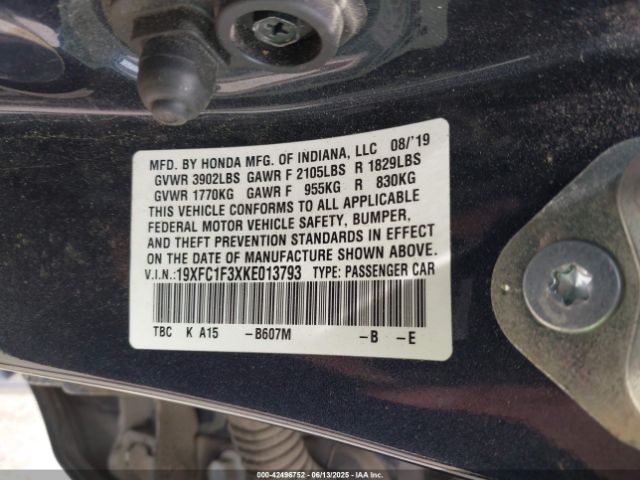 MFD. BY HONDA MFG. OF INDIANA, LLC 08/'19
GVWR 3902LBS GAWR F 2105LBS R 1829LBS
GVWR 1770KG GAWR F 955KG R 830KG
THIS VEHICLE CONFORMS TO ALL APPLICABLE
FEDERAL MOTOR VEHICLE SAFETY, BUMPER,
AND THEFT PREVENTION STANDARDS IN EFFECT
ON THE DATE OF MANUFACTURE SHOWN ABOVE.
V.I.N.:19XFC1F3XKE013793 TYPE: PASSENGER CAR
TBC K A15 -B607M -B -E
000-42496752 | 06/13/2025 - IAA Inc.